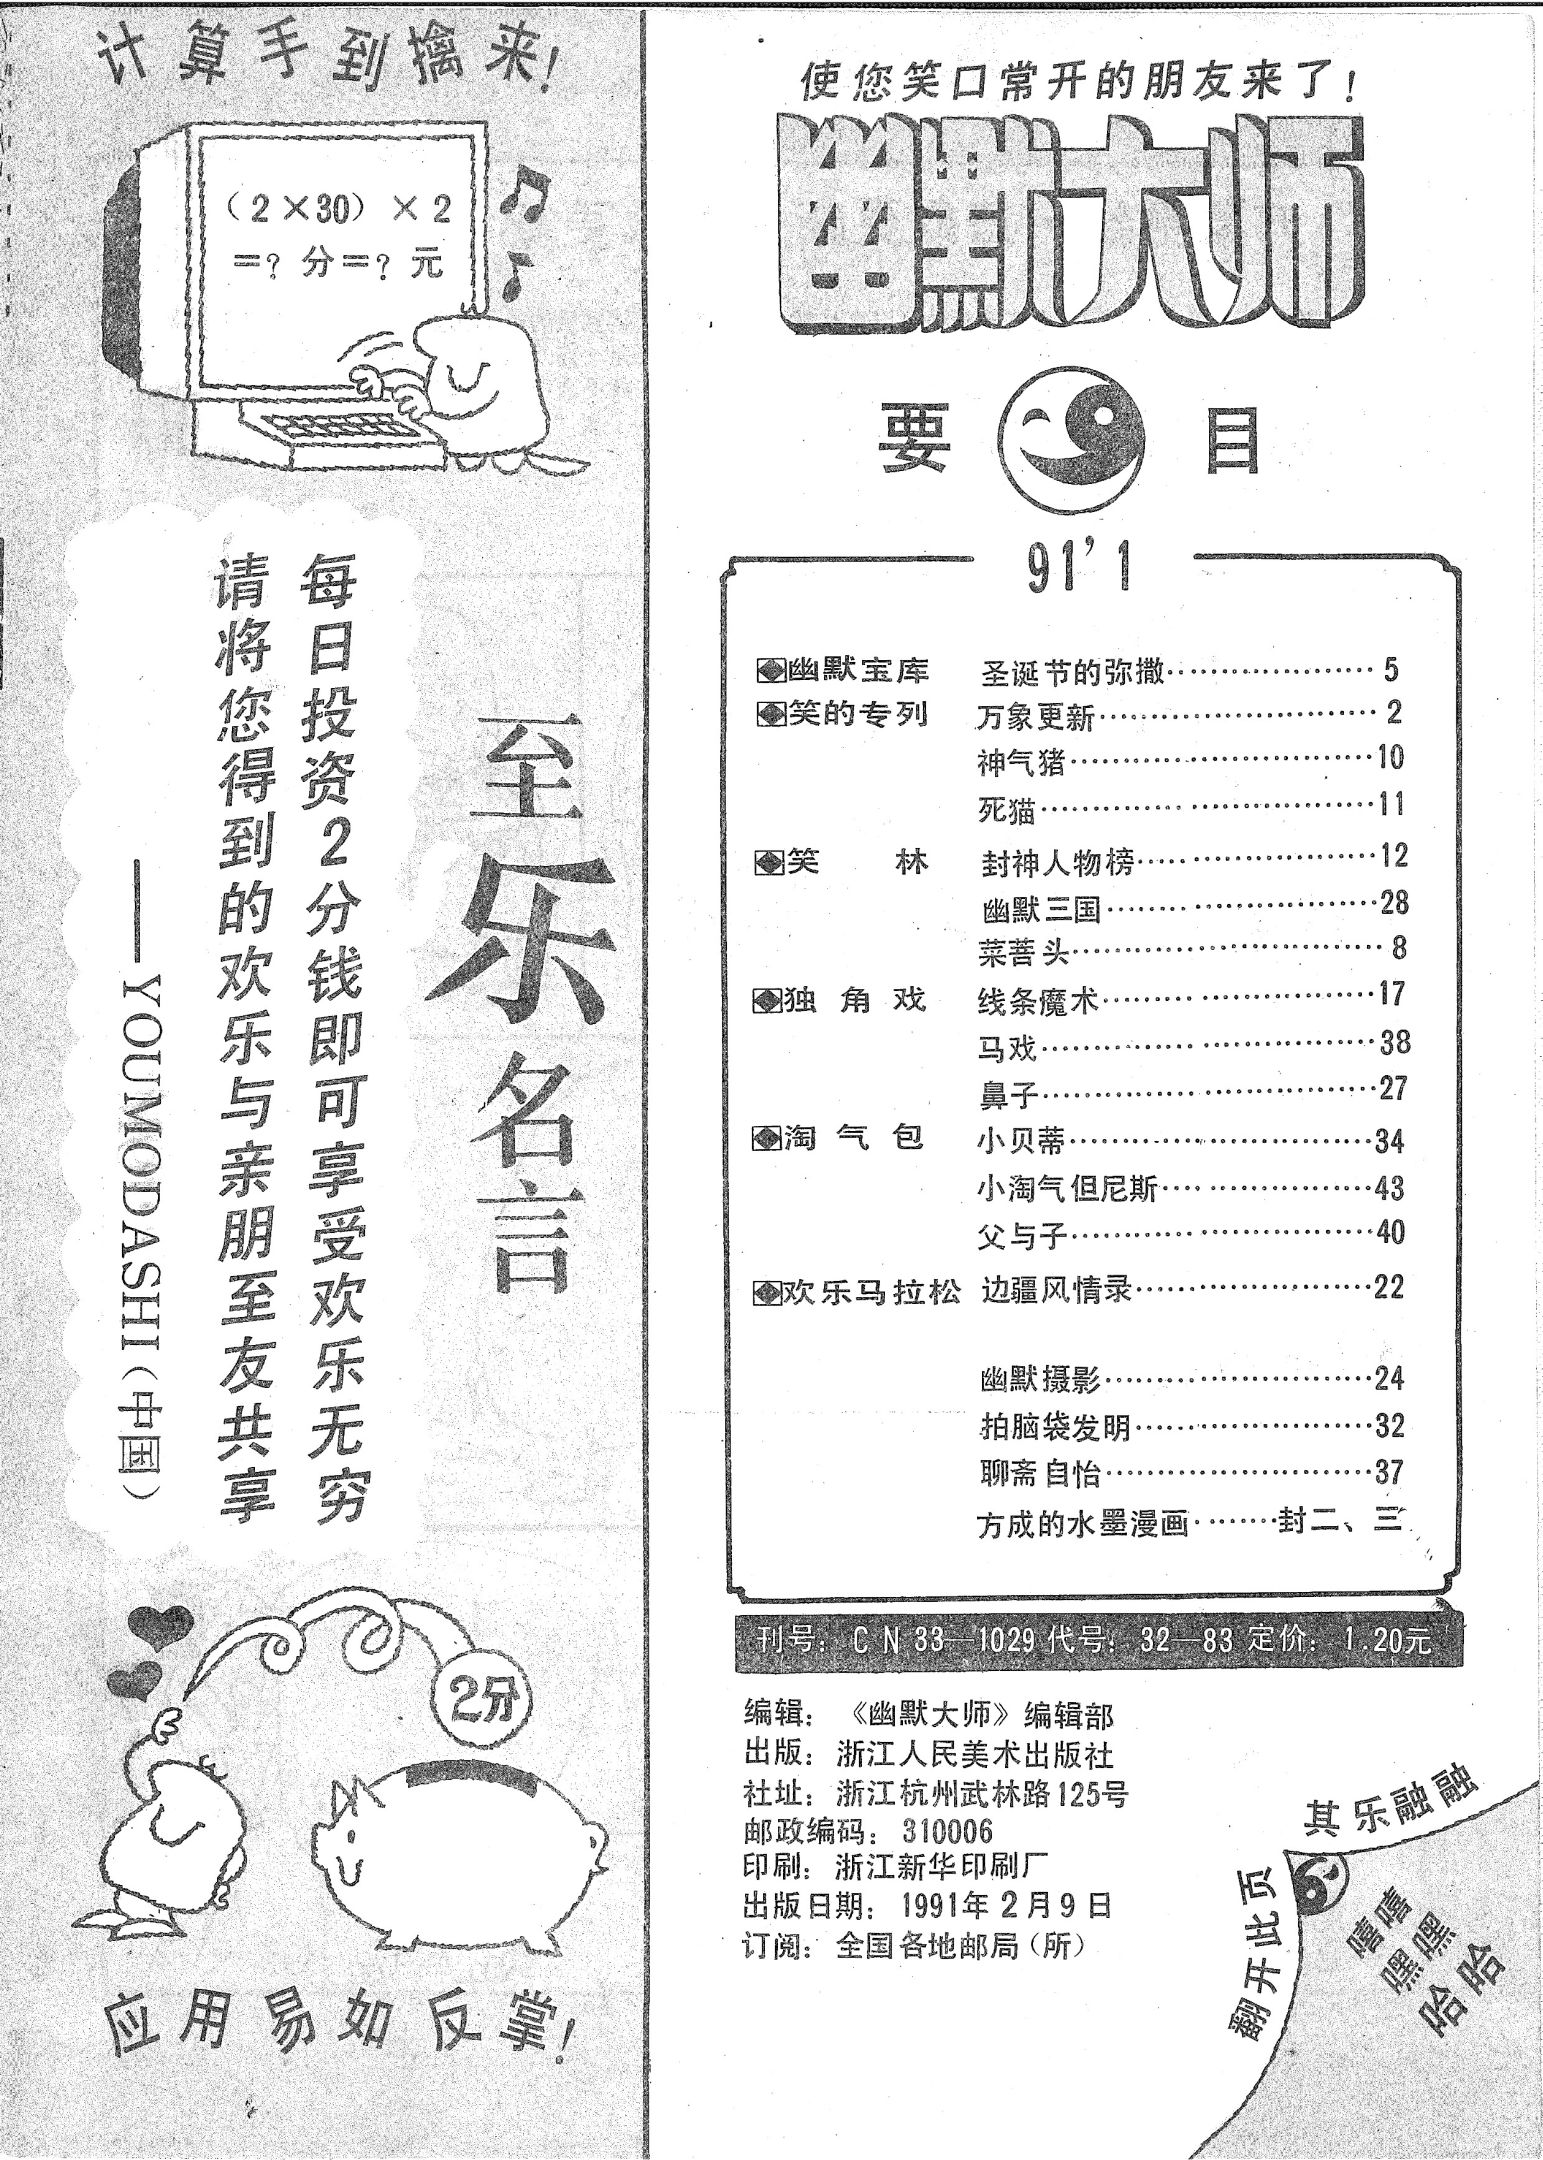 计算手到擒来！
（2×30）×2
＝？分＝？元
至乐名言
每日投资2分钱即可享受欢乐无穷
请将您得到的欢乐与亲朋至友共享
——YOUMODASHI（中国）
2分
应用易如反掌！
使您笑口常开的朋友来了！
幽默大师
要目
91’1
幽默宝库 圣诞节的弥撒…………………5
笑的专列 万象更新…………………2
神气猪…………………10
死猫…………………11
笑林 封神人物榜…………………12
幽默三国…………………28
菜菩头…………………8
独角戏 线条魔术…………………17
马戏…………………38
鼻子…………………27
淘气包 小贝蒂…………………34
小淘气但尼斯…………………43
父与子…………………40
欢乐马拉松 边疆风情录…………………22
幽默摄影…………………24
拍脑袋发明…………………32
聊斋自怡…………………37
方成的水墨漫画………封二、三
刊号：CN33—1029 代号：32—83 定价：1.20元
编辑：《幽默大师》编辑部
出版：浙江人民美术出版社
社址：浙江杭州武林路125号
邮政编码：310006
印刷：浙江新华印刷厂
出版日期：1991年2月9日
订阅：全国各地邮局（所）
翻开此页
其乐融融
嘻嘻
嘿嘿
哈哈